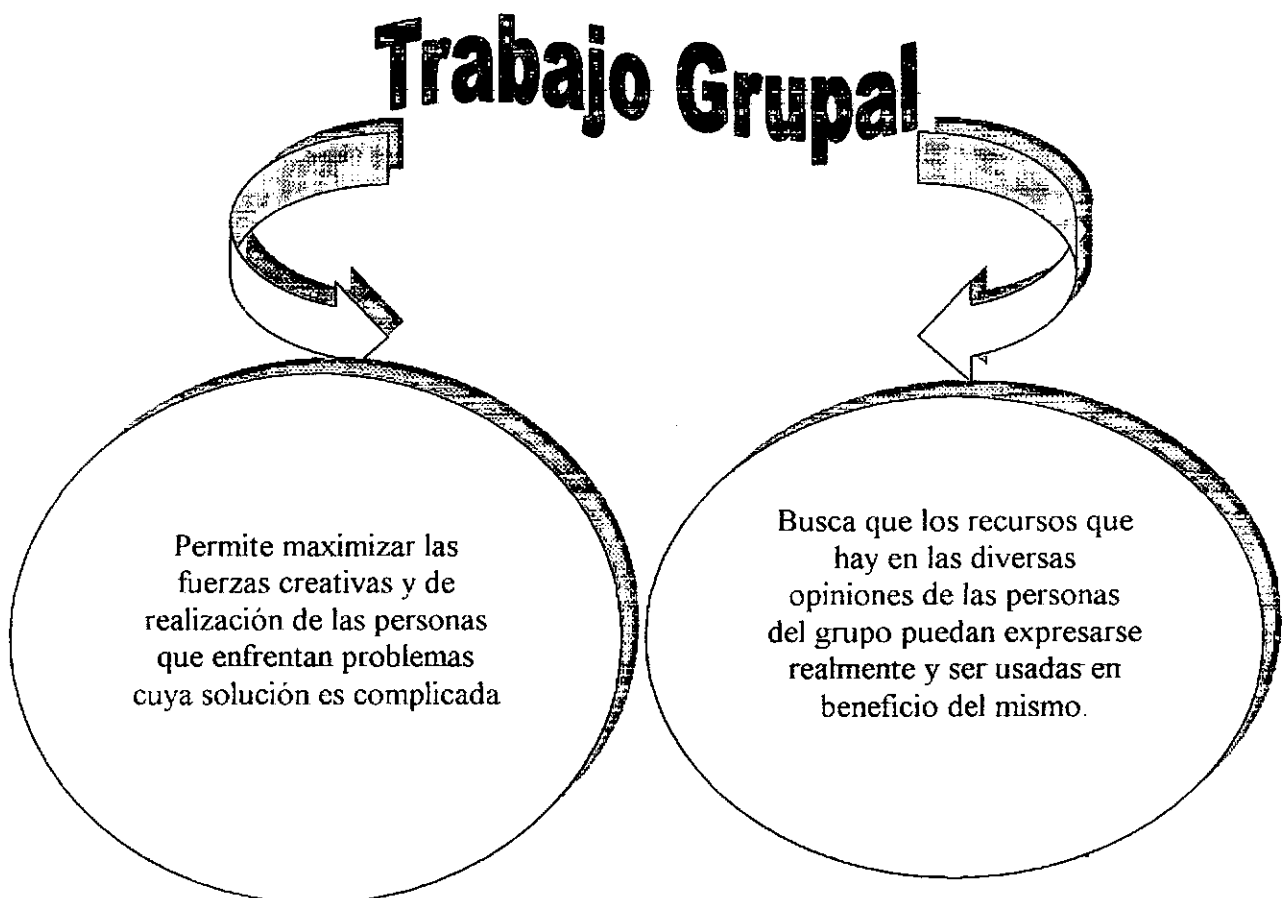 Trabajo Grupal
Permite maximizar las
fuerzas creativas y de
realización de las personas
que enfrentan problemas
cuya solución es complicada
Busca que los recursos que
hay en las diversas
opiniones de las personas
del grupo puedan expresarse
realmente y ser usadas en
beneficio del mismo.